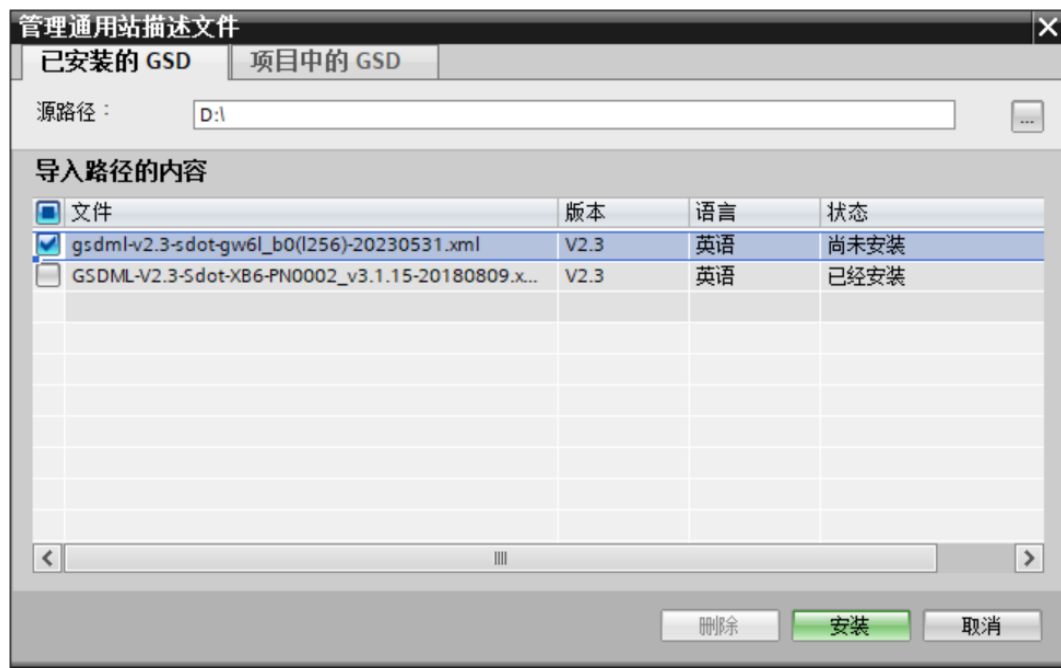 管理通用站描述文件
已安装的 GSD 项目中的 GSD
源路径： D:\ ...
导入路径的内容
文件 版本 语言 状态
gsdml-v2.3-sdot-gw6l_b0(l256)-20230531.xml V2.3 英语 尚未安装
GSDML-V2.3-Sdot-XB6-PN0002_v3.1.15-20180809.x... V2.3 英语 已经安装
删除 安装 取消